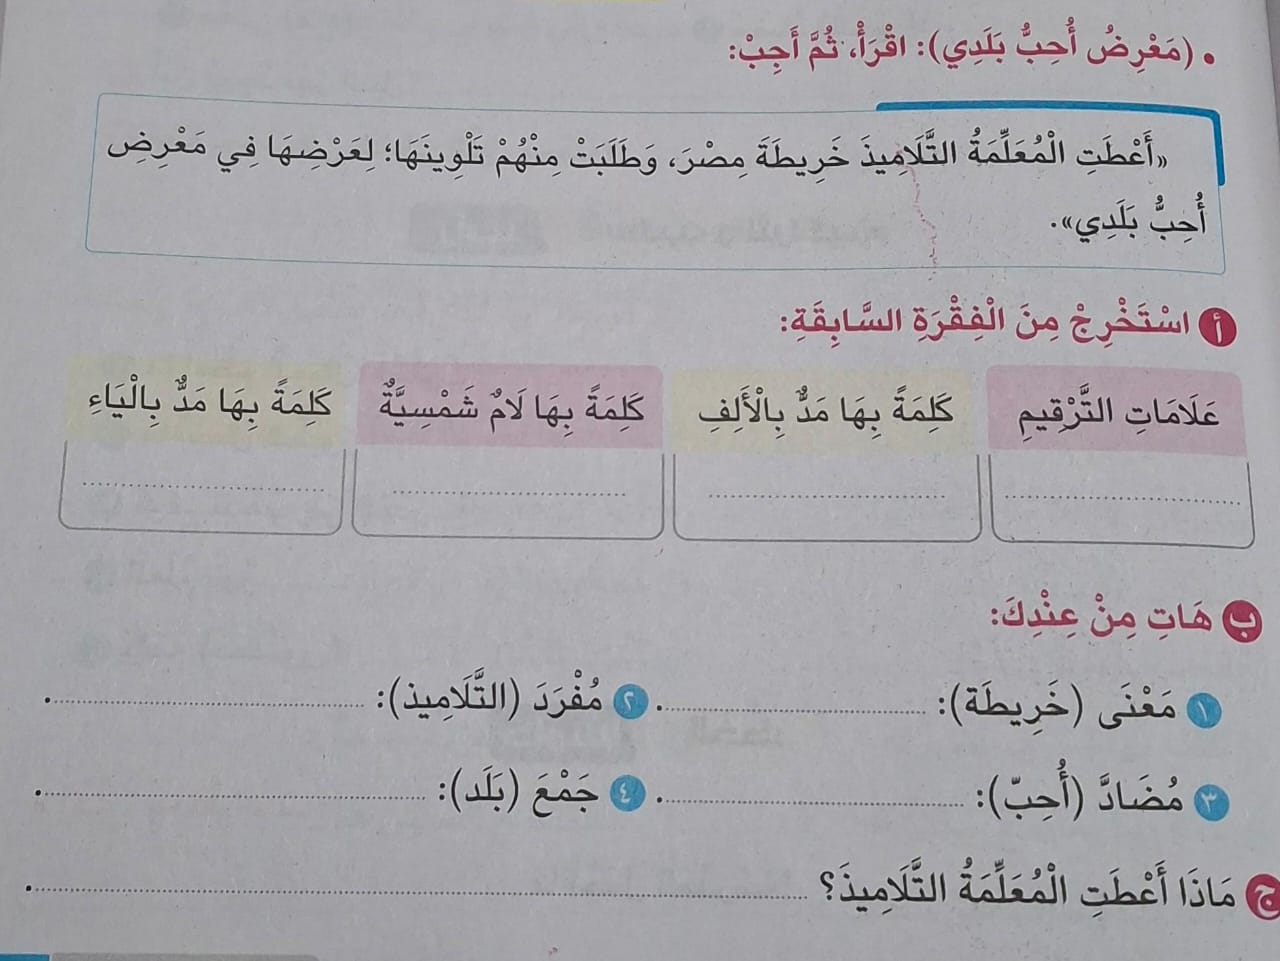 • (مَعْرِضُ أُحِبُّ بَلَدِي): اقْرَأْ، ثُمَّ أَجِبْ:
«أَعْطَتِ الْمُعَلِّمَةُ التَّلَامِيذَ خَرِيطَةَ مِصْرَ، وَطَلَبَتْ مِنْهُمْ تَلْوِينَهَا؛ لِعَرْضِهَا فِي مَعْرِضِ
أُحِبُّ بَلَدِي».
أ اسْتَخْرِجْ مِنَ الْفِقْرَةِ السَّابِقَةِ:
عَلَامَاتِ التَّرْقِيمِ كَلِمَةً بِهَا مَدٌّ بِالْأَلِفِ كَلِمَةً بِهَا لَامٌ شَمْسِيَّةٌ كَلِمَةً بِهَا مَدٌّ بِالْيَاءِ
ب هَاتِ مِنْ عِنْدِكَ:
١ مَعْنَى (خَرِيطَة): ........................ . ٢ مُفْرَدَ (التَّلَامِيذ): ........................ .
٣ مُضَادَّ (أُحِبّ): ........................ . ٤ جَمْعَ (بَلَد): ........................ .
ج مَاذَا أَعْطَتِ الْمُعَلِّمَةُ التَّلَامِيذَ؟ ........................ .